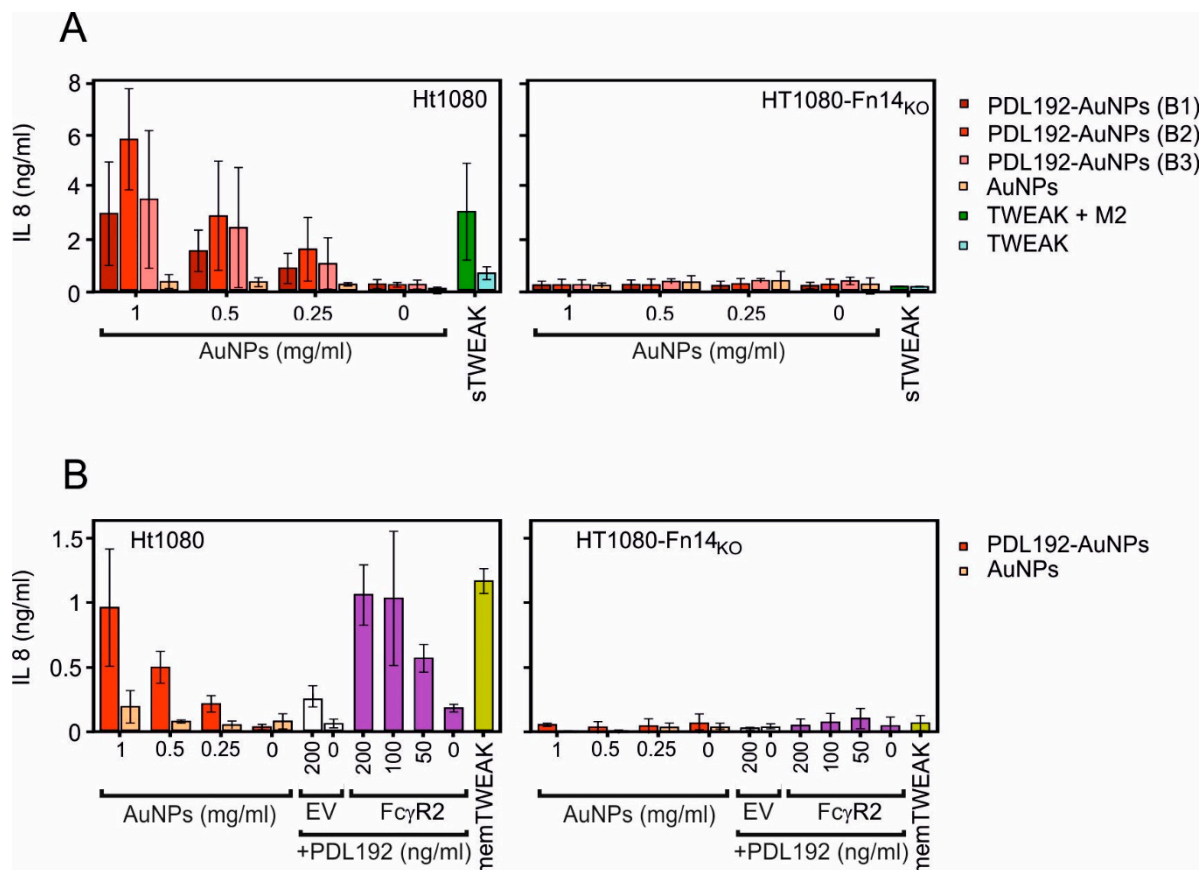 A
IL 8 (ng/ml)
8
6
4
2
0
Ht1080
1 0.5 0.25 0
AuNPs (mg/ml)
sTWEAK
HT1080-Fn14KO
1 0.5 0.25 0
AuNPs (mg/ml)
sTWEAK
PDL192-AuNPs (B1)
PDL192-AuNPs (B2)
PDL192-AuNPs (B3)
AuNPs
TWEAK + M2
TWEAK
B
IL 8 (ng/ml)
1.5
1
0.5
0
Ht1080
1 0.5 0.25 0 200 0 200 100 50 0
AuNPs (mg/ml) EV FcγR2
+PDL192 (ng/ml)
memTWEAK
HT1080-Fn14KO
1 0.5 0.25 0 200 0 200 100 50 0
AuNPs (mg/ml) EV FcγR2
+PDL192 (ng/ml)
memTWEAK
PDL192-AuNPs
AuNPs